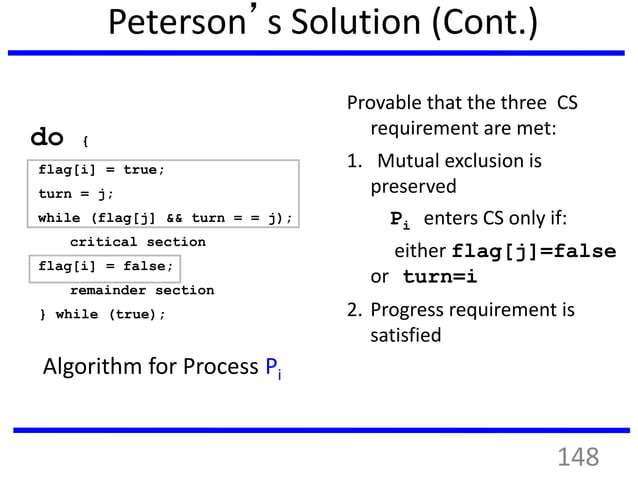 Peterson’s Solution (Cont.)
do {
flag[i] = true;
turn = j;
while (flag[j] && turn = = j);
critical section
flag[i] = false;
remainder section
} while (true);
Algorithm for Process Pi
Provable that the three CS
requirement are met:
1. Mutual exclusion is
preserved
Pi enters CS only if:
either flag[j]=false
or turn=i
2. Progress requirement is
satisfied
148